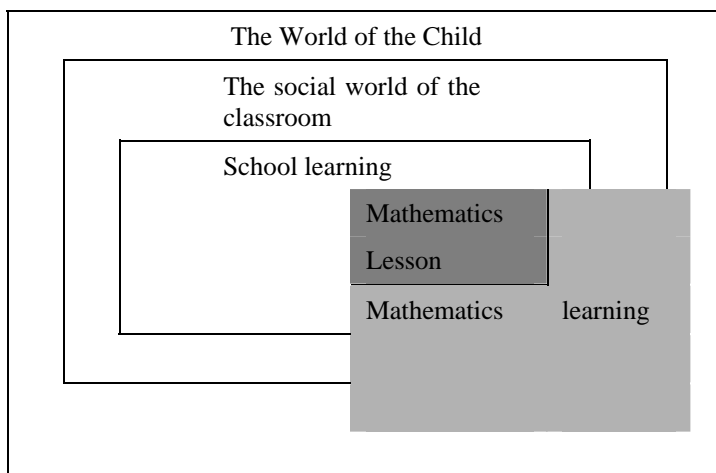 The World of the Child
The social world of the
classroom
School learning
Mathematics
Lesson
Mathematics learning